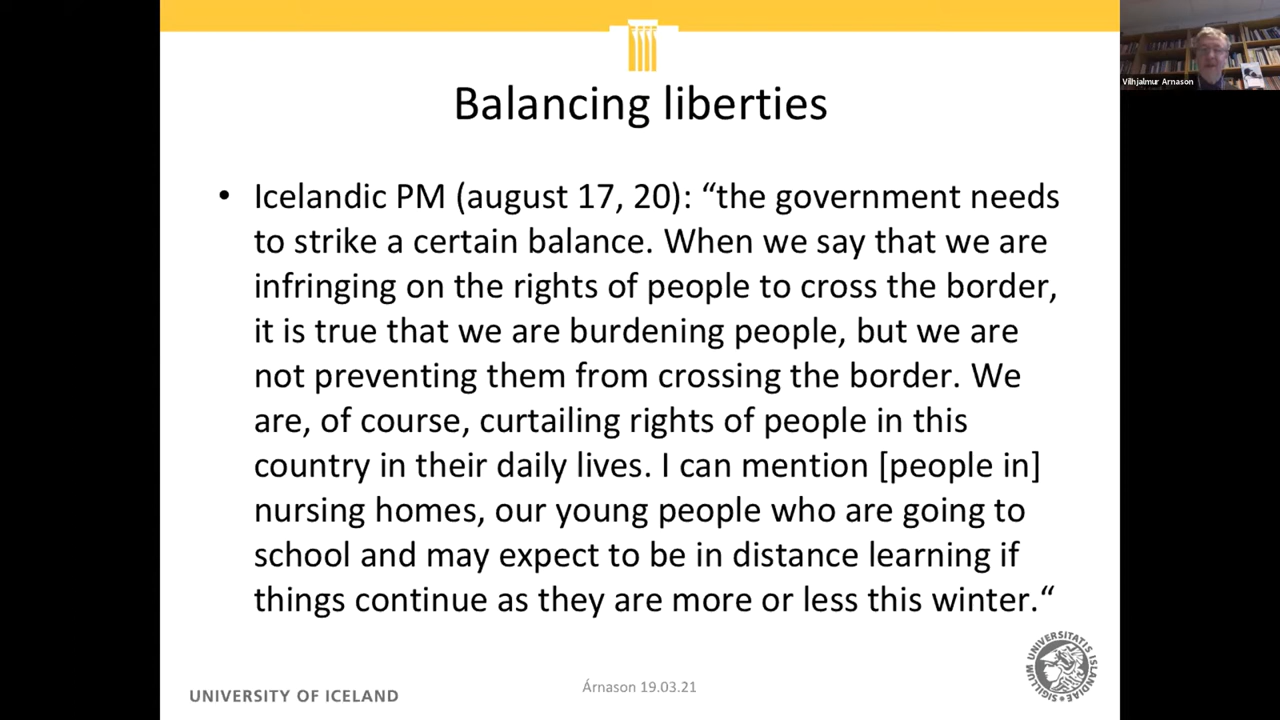 Balancing liberties
Vilhjalmur Arnason
• Icelandic PM (august 17, 20): “the government needs
to strike a certain balance. When we say that we are
infringing on the rights of people to cross the border,
it is true that we are burdening people, but we are
not preventing them from crossing the border. We
are, of course, curtailing rights of people in this
country in their daily lives. I can mention [people in]
nursing homes, our young people who are going to
school and may expect to be in distance learning if
things continue as they are more or less this winter.“
UNIVERSITY OF ICELAND
Árnason 19.03.21
SIGILLUM UNIVERSITATIS ISLANDIAE